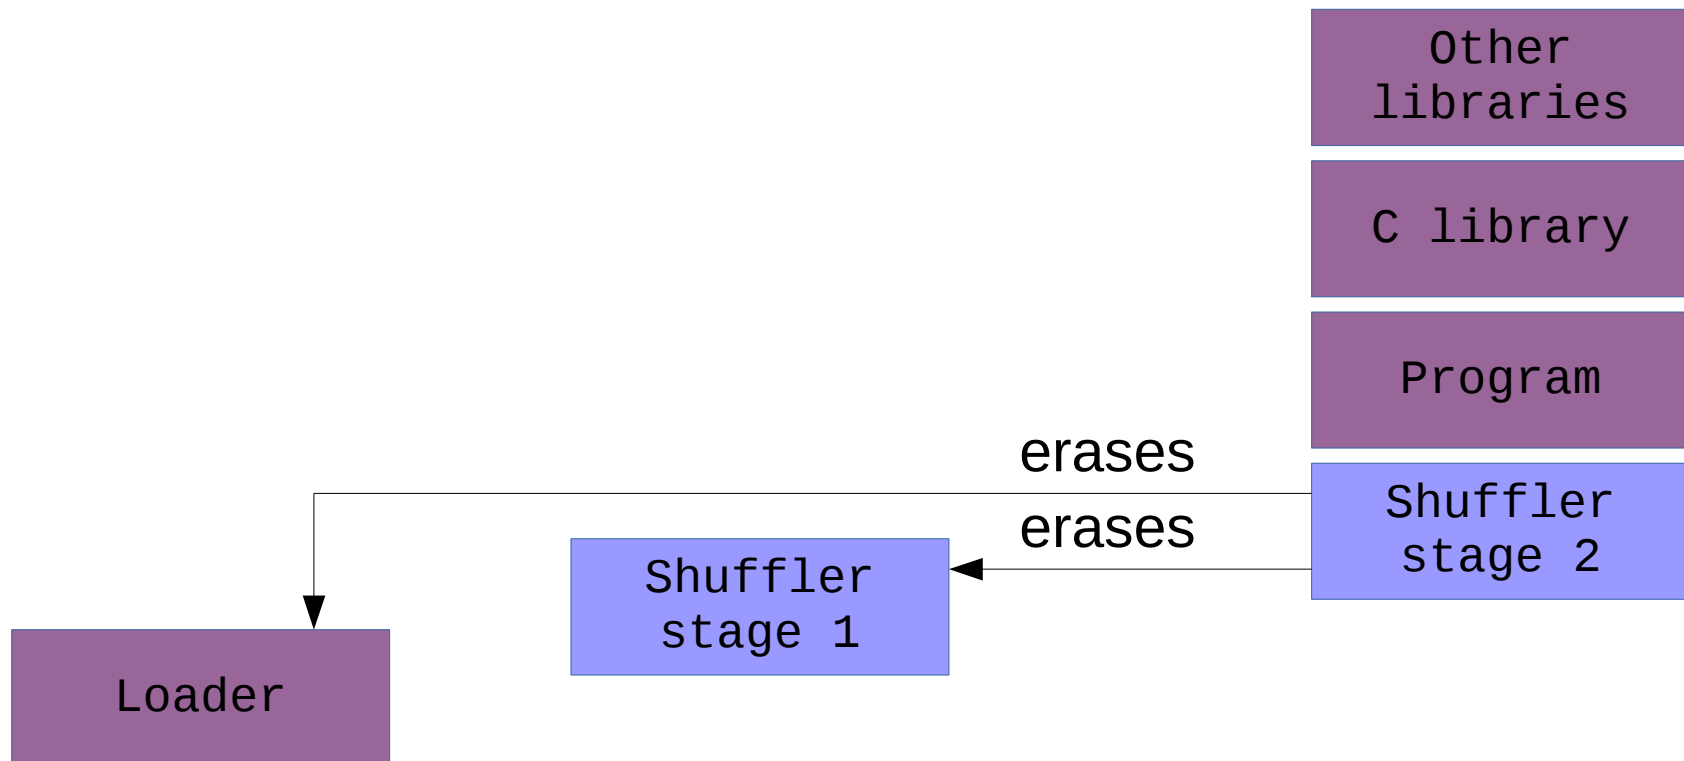 Other
libraries
C library
Program
erases
Shuffler
stage 2
erases
Shuffler
stage 1
Loader